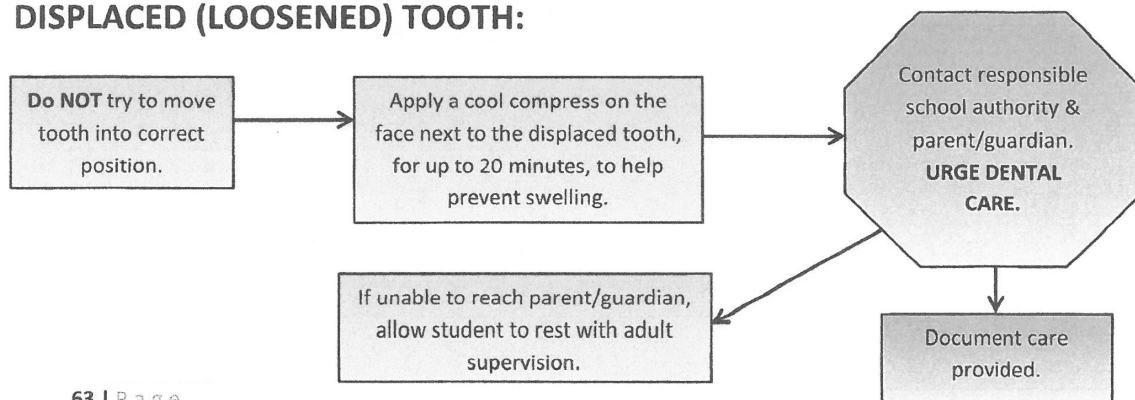 DISPLACED (LOOSENED) TOOTH:
Do NOT try to move
tooth into correct
position.
Apply a cool compress on the
face next to the displaced tooth,
for up to 20 minutes, to help
prevent swelling.
Contact responsible
school authority &
parent/guardian.
URGE DENTAL
CARE.
If unable to reach parent/guardian,
allow student to rest with adult
supervision.
Document care
provided.
63 | Page